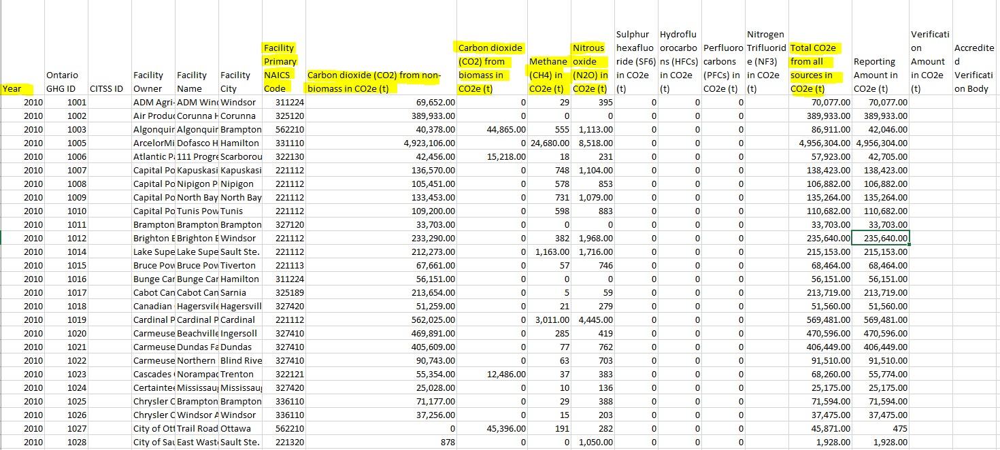 Year Ontario GHG ID CITSS ID Facility Owner Facility Name Facility City Facility Primary NAICS Code Carbon dioxide (CO2) from non-biomass in CO2e (t) Carbon dioxide (CO2) from biomass in CO2e (t) Methane (CH4) in CO2e (t) Nitrous oxide (N2O) in CO2e (t) Sulphur hexafluoride (SF6) in CO2e (t) Hydrofluorocarbons (HFCs) in CO2e (t) Perfluorocarbons (PFCs) in CO2e (t) Nitrogen Trifluoride (NF3) in CO2e (t) Total CO2e from all sources in CO2e (t) Reporting Amount in CO2e (t) Verification Amount in CO2e (t) Accredited Verification Body
2010 1001 ADM Agri- ADM Win Windsor 311224 69,652.00 0 29 395 0 0 0 70,077.00 70,077.00
2010 1002 Air Produ Corunna H Corunna 325120 389,933.00 0 0 0 0 0 0 389,933.00 389,933.00
2010 1003 Algonquin Algonquin Brampton 562210 40,378.00 44,865.00 555 1,113.00 0 0 0 86,911.00 42,046.00
2010 1005 ArcelorMi Dofasco H Hamilton 331110 4,923,106.00 0 24,680.00 8,518.00 0 0 0 4,956,304.00 4,956,304.00
2010 1006 Atlantic Pa 111 Progre Scarborou 322130 42,456.00 15,218.00 18 231 0 0 0 57,923.00 42,705.00
2010 1007 Capital Po Kapuskasi Kapuskasi 221112 136,570.00 0 748 1,104.00 0 0 0 138,423.00 138,423.00
2010 1008 Capital Po Nipigon P Nipigon 221112 105,451.00 0 578 853 0 0 0 106,882.00 106,882.00
2010 1009 Capital Po North Bay North Bay 221112 133,453.00 0 731 1,079.00 0 0 0 135,264.00 135,264.00
2010 1010 Capital Po Tunis Pow Tunis 221112 109,200.00 0 598 883 0 0 0 110,682.00 110,682.00
2010 1011 Brampton Brampton Brampton 327120 33,703.00 0 0 0 0 0 0 33,703.00 33,703.00
2010 1012 Brighton B Brighton B Windsor 221112 233,290.00 0 382 1,968.00 0 0 0 235,640.00 235,640.00
2010 1014 Lake Supe Lake Supe Sault Ste. 221112 212,273.00 0 1,163.00 1,716.00 0 0 0 215,153.00 215,153.00
2010 1015 Bruce Pow Bruce Pow Tiverton 221113 67,661.00 0 57 746 0 0 0 68,464.00 68,464.00
2010 1016 Bunge Can Bunge Can Hamilton 311224 56,151.00 0 0 0 0 0 0 56,151.00 56,151.00
2010 1017 Cabot Can Cabot Can Sarnia 325189 213,654.00 0 5 59 0 0 0 213,719.00 213,719.00
2010 1018 Canadian Hagersvile Hagersvill 327420 51,259.00 0 21 279 0 0 0 51,560.00 51,560.00
2010 1019 Cardinal P Cardinal P Cardinal 221112 562,025.00 0 3,011.00 4,445.00 0 0 0 569,481.00 569,481.00
2010 1020 Carmeuse Beachville Ingersoll 327410 469,891.00 0 285 419 0 0 0 470,596.00 470,596.00
2010 1021 Carmeuse Dundas Fa Dundas 327410 405,609.00 0 77 762 0 0 0 406,449.00 406,449.00
2010 1022 Carmeuse Northern Blind Rive 327410 90,743.00 0 63 703 0 0 0 91,510.00 91,510.00
2010 1023 Cascades Norampac Trenton 322121 55,354.00 12,486.00 37 383 0 0 0 68,260.00 55,774.00
2010 1024 Certainte Mississau Mississau 327420 25,028.00 0 10 136 0 0 0 25,175.00 25,175.00
2010 1025 Chrysler C Brampton Brampton 336110 71,177.00 0 29 388 0 0 0 71,594.00 71,594.00
2010 1026 Chrysler C Windsor A Windsor 336110 37,256.00 0 15 203 0 0 0 37,475.00 37,475.00
2010 1027 City of Ott Trail Road Ottawa 562210 0 45,396.00 191 282 0 0 0 45,871.00 475
2010 1028 City of Sau East Wast Sault Ste. 221320 878 0 0 1,050.00 0 0 0 1,928.00 1,928.00